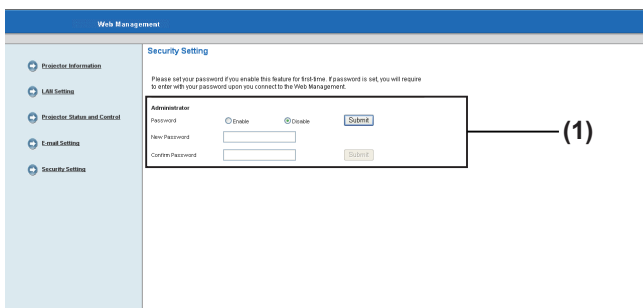 Web Management
Security Setting
Projector Information
LAN Setting
Projector Status and Control
E-mail Setting
Security Setting
Please set your password if you enable this feature for first-time. If password is set, you will require
to enter with your password upon you connect to the Web Management.
Administrator
Password Enable Disable Submit
New Password
Confirm Password Submit
(1)